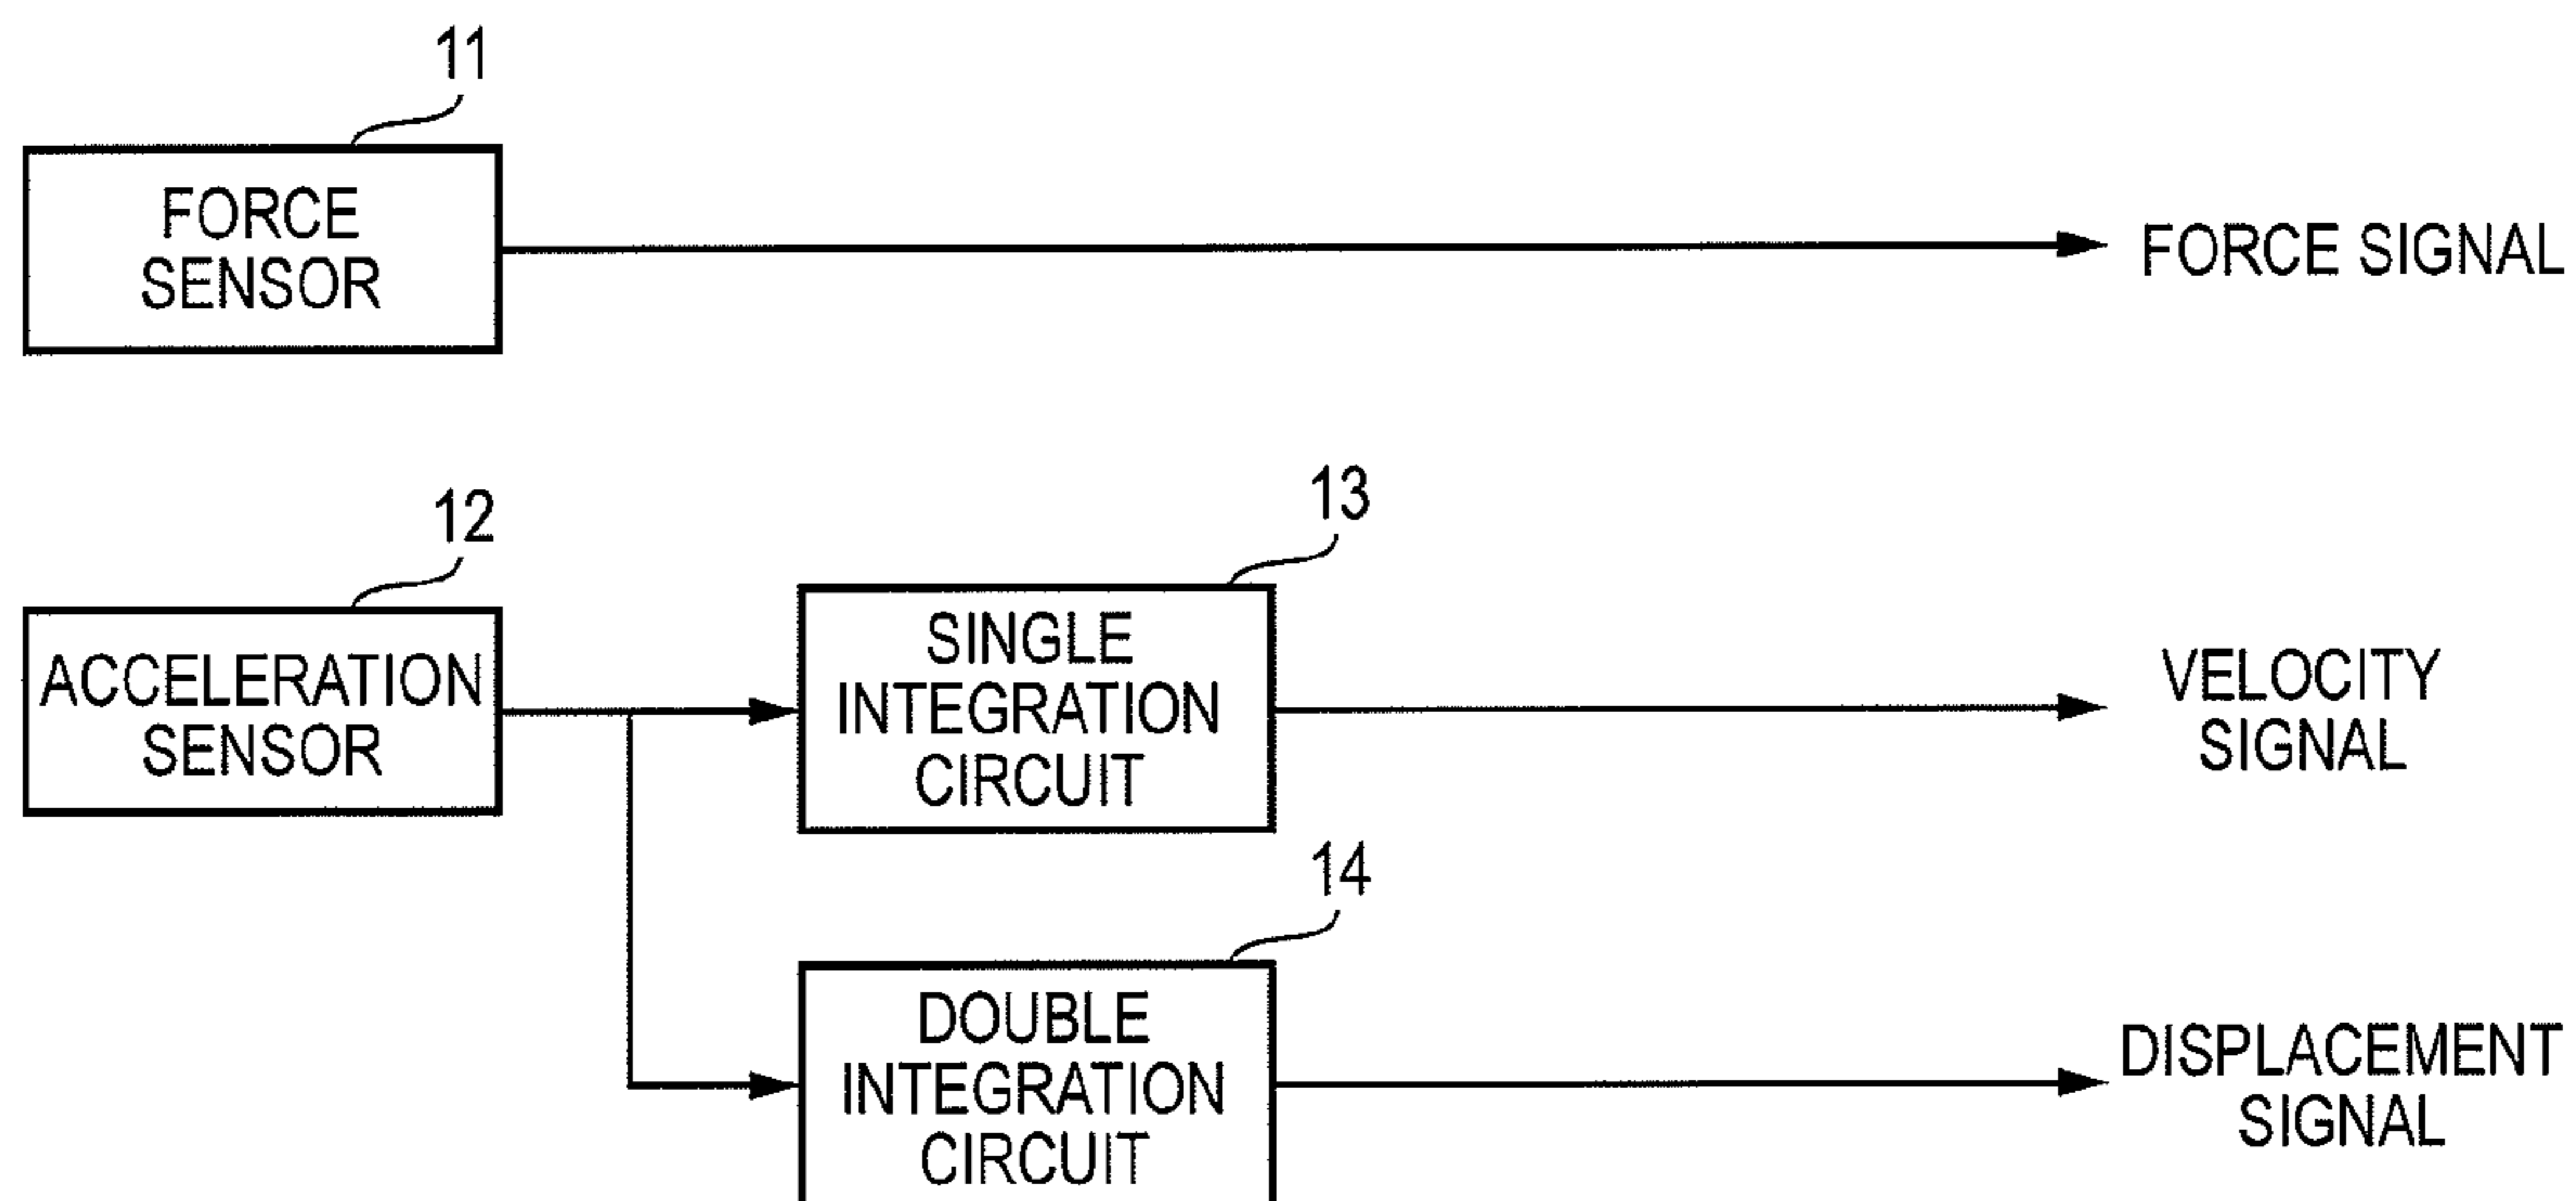 11
FORCE
SENSOR
FORCE SIGNAL
12
ACCELERATION
SENSOR
13
SINGLE
INTEGRATION
CIRCUIT
VELOCITY
SIGNAL
14
DOUBLE
INTEGRATION
CIRCUIT
DISPLACEMENT
SIGNAL